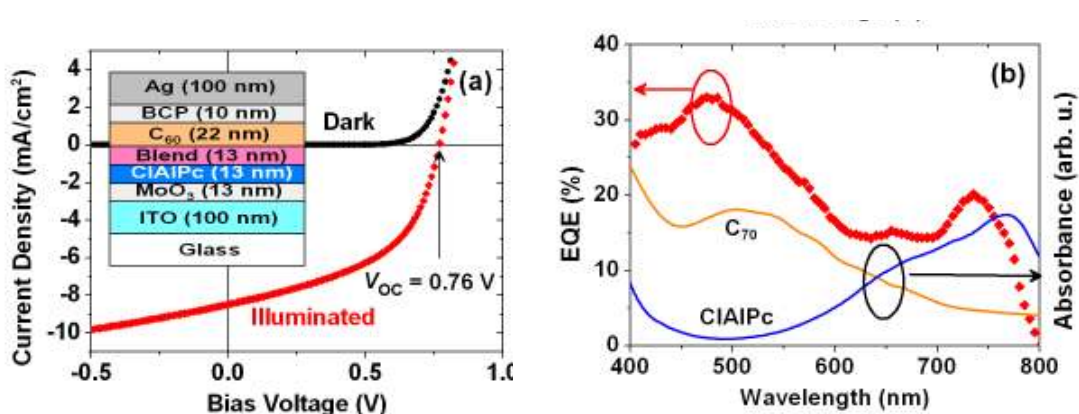 (a)
Current Density (mA/cm²)
4
2
0
-2
-4
-6
-8
-10
Ag (100 nm)
BCP (10 nm)
C₆₀ (22 nm)
Blend (13 nm)
ClAlPc (13 nm)
MoO₃ (13 nm)
ITO (100 nm)
Glass
Dark
V_OC = 0.76 V
Illuminated
-0.5
0.0
0.5
1.0
Bias Voltage (V)
(b)
EQE (%)
40
30
20
10
0
C₇₀
ClAlPc
Absorbance (arb. u.)
400
500
600
700
800
Wavelength (nm)